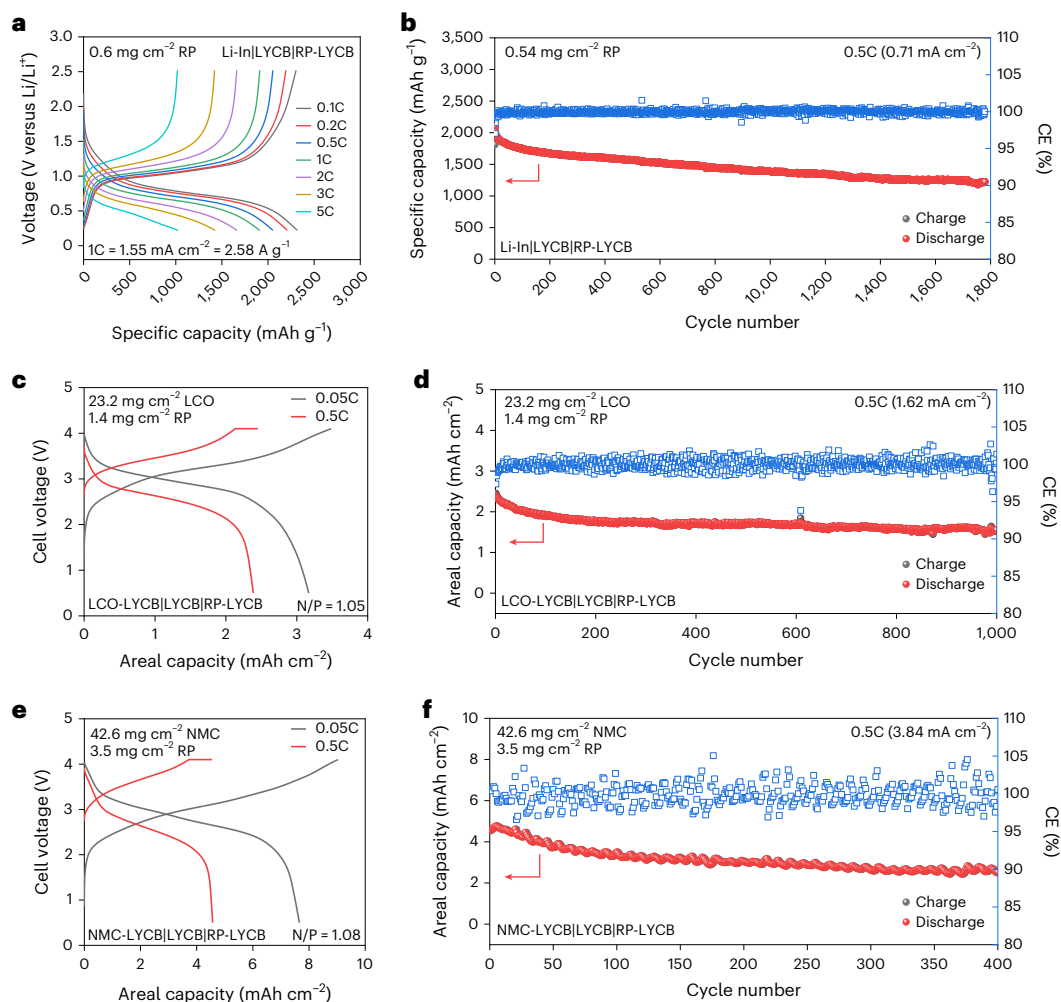 a
0.6 mg cm⁻² RP
Li-In|LYCB|RP-LYCB
3.0
2.5
2.0
1.5
1.0
0.5
0
Voltage (V versus Li/Li⁺)
0.1C
0.2C
0.5C
1C
2C
3C
5C
1C = 1.55 mA cm⁻² = 2.58 A g⁻¹
500
1,000
1,500
2,000
2,500
3,000
Specific capacity (mAh g⁻¹)
b
0.54 mg cm⁻² RP
0.5C (0.71 mA cm⁻²)
3,500
3,000
2,500
2,000
1,500
1,000
500
0
Specific capacity (mAh g⁻¹)
110
105
100
95
90
85
80
CE (%)
Charge
Discharge
Li-In|LYCB|RP-LYCB
0
200
400
600
800
10,00
1,200
1,400
1,600
1,800
Cycle number
c
23.2 mg cm⁻² LCO
1.4 mg cm⁻² RP
0.05C
0.5C
5
4
3
2
1
0
Cell voltage (V)
LCO-LYCB|LYCB|RP-LYCB
N/P = 1.05
0
1
2
3
4
Areal capacity (mAh cm⁻²)
d
23.2 mg cm⁻² LCO
1.4 mg cm⁻² RP
0.5C (1.62 mA cm⁻²)
5
4
3
2
1
0
Areal capacity (mAh cm⁻²)
110
105
100
95
90
85
80
CE (%)
Charge
Discharge
LCO-LYCB|LYCB|RP-LYCB
0
200
400
600
800
1,000
Cycle number
e
42.6 mg cm⁻² NMC
3.5 mg cm⁻² RP
0.05C
0.5C
5
4
3
2
1
0
Cell voltage (V)
NMC-LYCB|LYCB|RP-LYCB
N/P = 1.08
0
2
4
6
8
10
Areal capacity (mAh cm⁻²)
f
42.6 mg cm⁻² NMC
3.5 mg cm⁻² RP
0.5C (3.84 mA cm⁻²)
10
8
6
4
2
0
Areal capacity (mAh cm⁻²)
110
105
100
95
90
85
80
CE (%)
Charge
Discharge
NMC-LYCB|LYCB|RP-LYCB
0
50
100
150
200
250
300
350
400
Cycle number